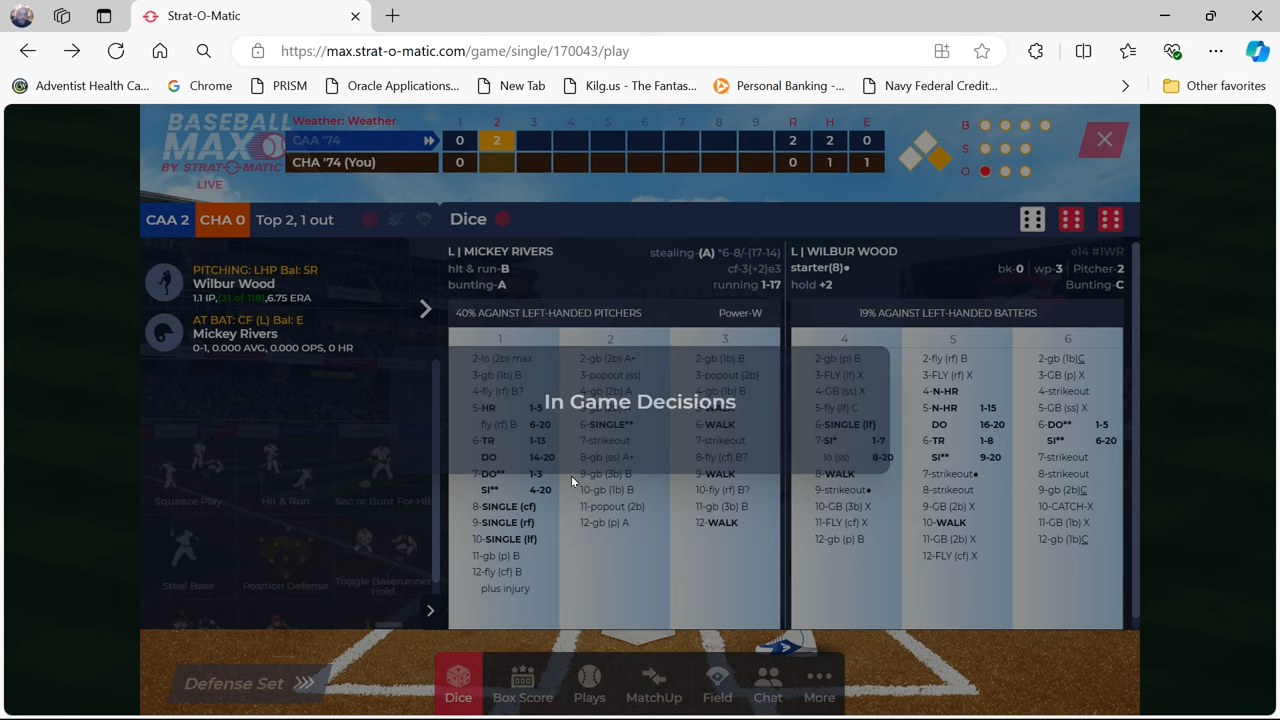 Strat-O-Matic
https://max.strat-o-matic.com/game/single/170043/play
Adventist Health Ca...
Chrome
PRISM
Oracle Applications...
New Tab
Kilg.us - The Fantas...
Personal Banking -...
Navy Federal Credit...
Other favorites
BASEBALL
MAX
BY STRAT-O-MATIC
LIVE
Weather: Weather
1 2 3 4 5 6 7 8 9 R H E
CAA '74 0 2 2 2 0
CHA '74 (You) 0 0 1 1
B
S
O
CAA 2 CHA 0 Top 2, 1 out
Dice
PITCHING: LHP Bal: 5R
Wilbur Wood
1.1 IP,(31 of 118),6.75 ERA
AT BAT: CF (L) Bal: E
Mickey Rivers
0-1, 0.000 AVG, 0.000 OPS, 0 HR
Squeeze Play
Hit & Run
Sac or Bunt For Hit
Steal Base
Position Defense
Toggle Baserunner Hold
L | MICKEY RIVERS
stealing-(A) *6-8/-(17-14)
hit & run-B
cf-3(+2)e3
bunting-A
running 1-17
40% AGAINST LEFT-HANDED PITCHERS
Power-W
1
2-lo (2b) max
3-gb (1b) B
4-fly (rf) B?
5-HR 1-5
fly (rf) B 6-20
6-TR 1-13
DO 14-20
7-DO** 1-3
SI** 4-20
8-SINGLE (cf)
9-SINGLE (rf)
10-SINGLE (lf)
11-gb (p) B
12-fly (cf) B
plus injury
2
2-gb (2b) A+
3-popout (ss)
4-gb (2b) A
6-SINGLE**
7-strikeout
8-gb (ss) A+
9-gb (3b) B
10-gb (1b) B
11-popout (2b)
12-gb (p) A
3
2-gb (1b) B
3-popout (2b)
4-gb (1b) B
6-WALK
7-strikeout
8-fly (cf) B?
9-WALK
10-fly (rf) B?
11-gb (3b) B
12-WALK
In Game Decisions
L | WILBUR WOOD
e14 #1WR
starter(8)●
bk-0 | wp-3 | Pitcher-2
hold +2
Bunting-C
19% AGAINST LEFT-HANDED BATTERS
4
2-gb (p) B
3-FLY (lf) X
4-GB (ss) X
5-fly (lf) C
6-SINGLE (lf)
7-SI* 1-7
lo (ss) 8-20
8-WALK
9-strikeout●
10-GB (3b) X
11-FLY (cf) X
12-gb (p) B
5
2-fly (rf) B
3-FLY (rf) X
4-N-HR
5-N-HR 1-15
DO 16-20
6-TR 1-8
SI** 9-20
7-strikeout●
8-strikeout
9-GB (2b) X
10-WALK
11-GB (2b) X
12-FLY (cf) X
6
2-gb (1b)C
3-GB (p) X
4-strikeout
5-GB (ss) X
6-DO** 1-5
SI** 6-20
7-strikeout
8-strikeout
9-gb (2b)C
10-CATCH-X
11-GB (1b) X
12-gb (1b)C
Defense Set
Dice
Box Score
Plays
MatchUp
Field
Chat
More